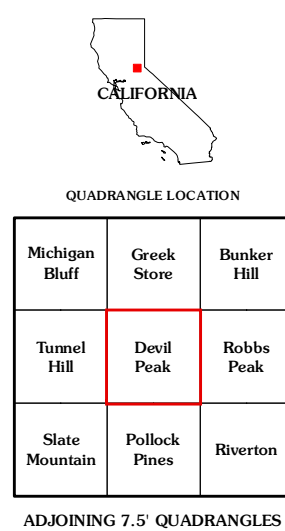 CALIFORNIA
QUADRANGLE LOCATION
Michigan
Bluff
Greek
Store
Bunker
Hill
Tunnel
Hill
Devil
Peak
Robbs
Peak
Slate
Mountain
Pollock
Pines
Riverton
ADJOINING 7.5' QUADRANGLES